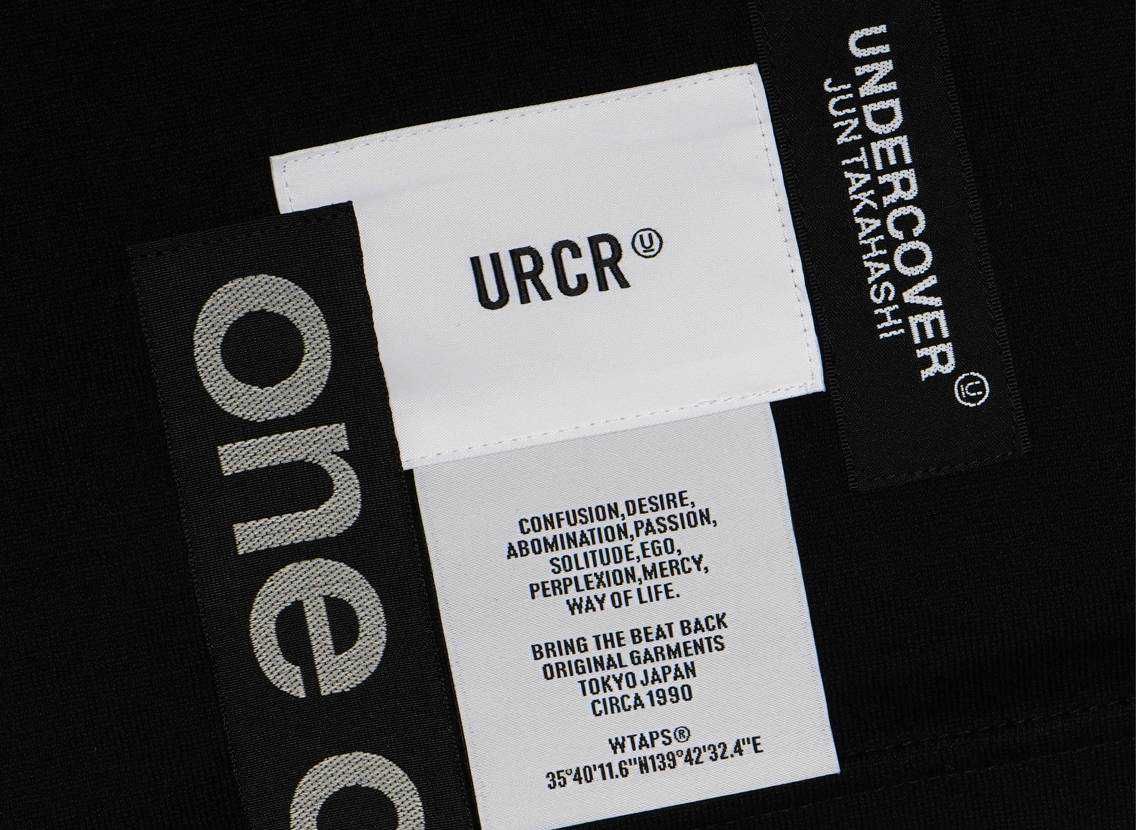 UNDERCOVER Ⓤ
JUN TAKAHASHI
URCR Ⓤ
one o
CONFUSION,DESIRE,
ABOMINATION,PASSION,
SOLITUDE,EGO,
PERPLEXION,MERCY,
WAY OF LIFE.
BRING THE BEAT BACK
ORIGINAL GARMENTS
TOKYO JAPAN
CIRCA 1990
WTAPS®
35°40'11.6"N139°42'32.4"E